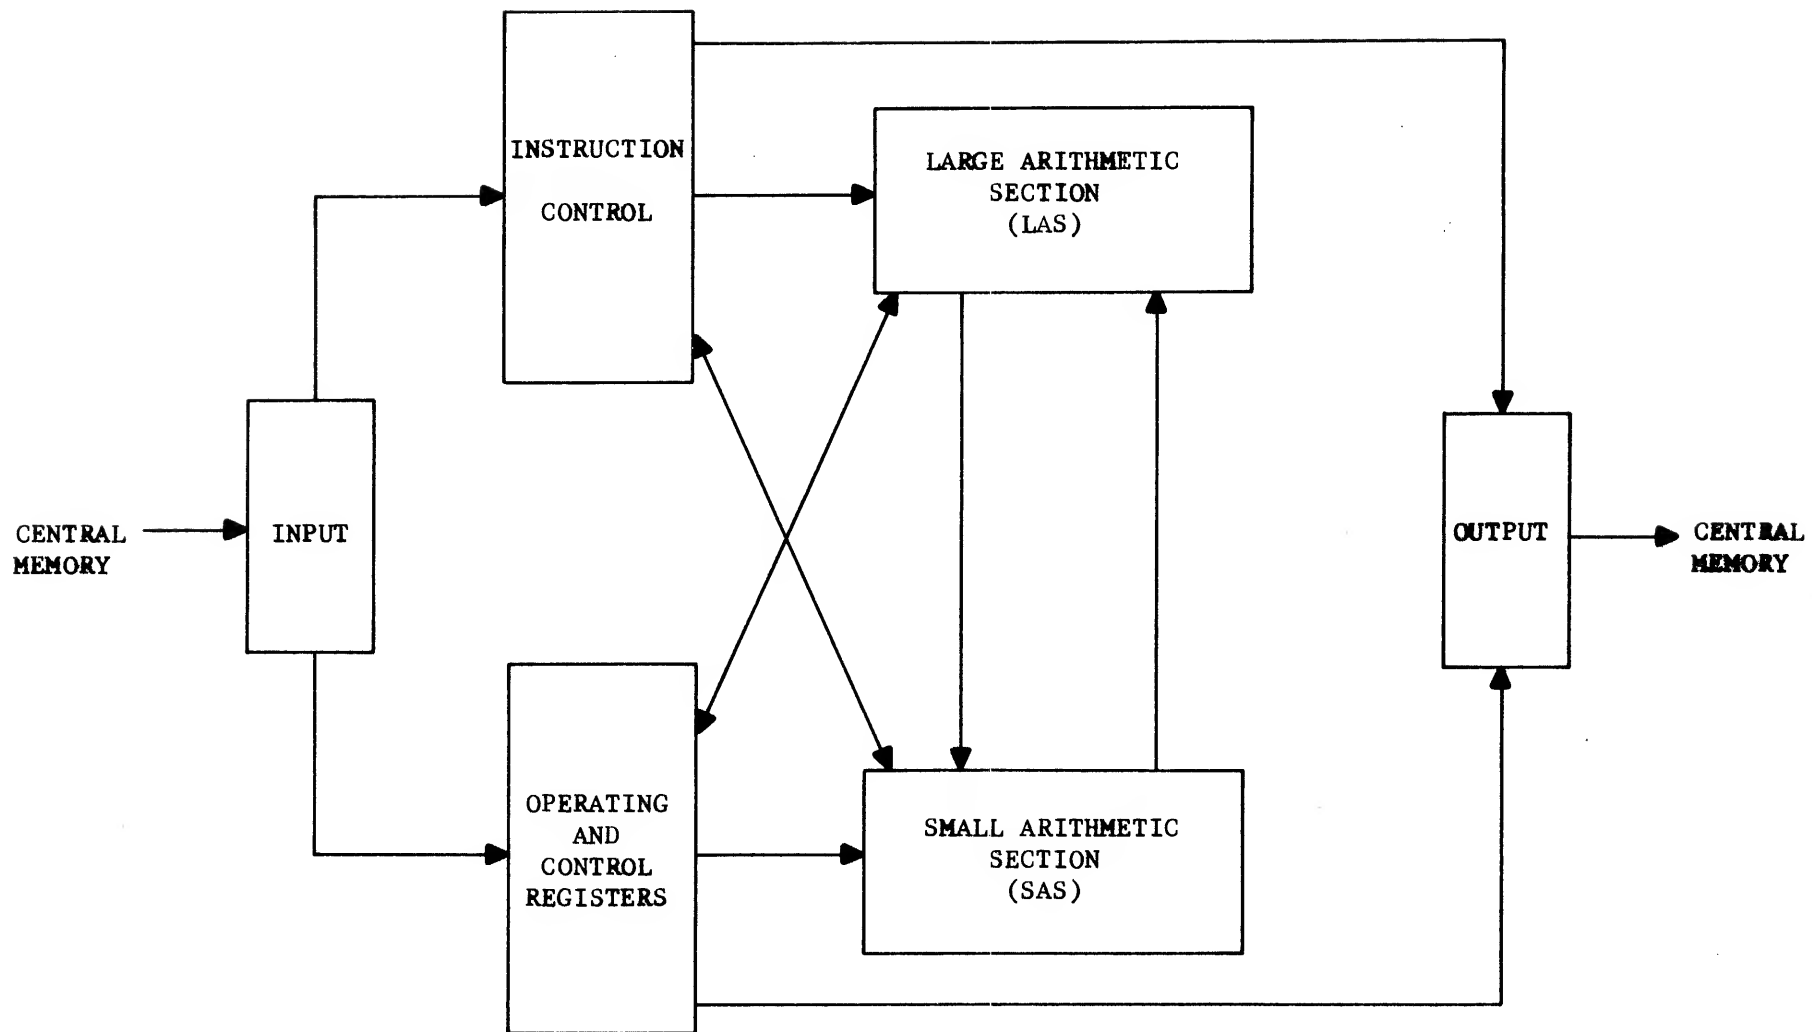 INSTRUCTION
CONTROL
LARGE ARITHMETIC
SECTION
(LAS)
CENTRAL
MEMORY
INPUT
OUTPUT
CENTRAL
MEMORY
OPERATING
AND
CONTROL
REGISTERS
SMALL ARITHMETIC
SECTION
(SAS)